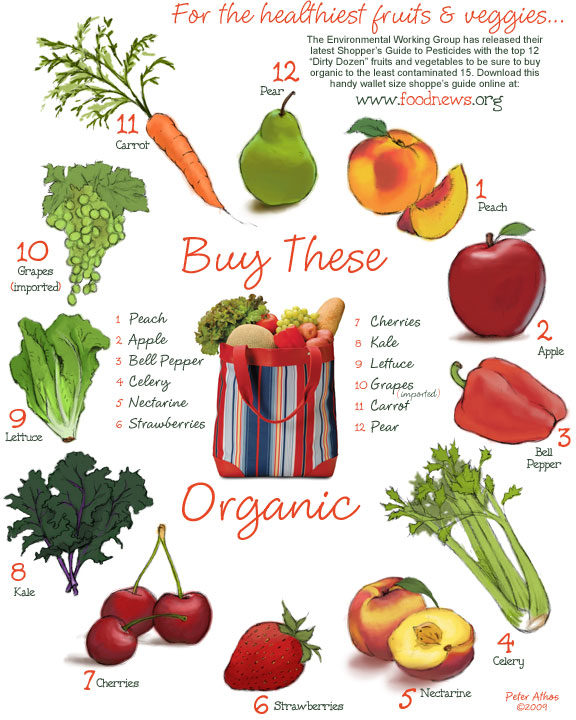 For the healthiest fruits & veggies...
The Environmental Working Group has released their
latest Shopper's Guide to Pesticides with the top 12
"Dirty Dozen" fruits and vegetables to be sure to buy
organic to the least contaminated 15. Download this
handy wallet size shoppe's guide online at:
www.foodnews.org
12
Pear
11
Carrot
1
Peach
10
Grapes
(imported)
Buy These
2
Apple
1 Peach
2 Apple
3 Bell Pepper
4 Celery
5 Nectarine
6 Strawberries
7 Cherries
8 Kale
9 Lettuce
10 Grapes
(imported)
11 Carrot
12 Pear
9
Lettuce
3
Bell
Pepper
Organic
8
Kale
4
Celery
7 Cherries
6 Strawberries
5 Nectarine
Peter Athos
©2009